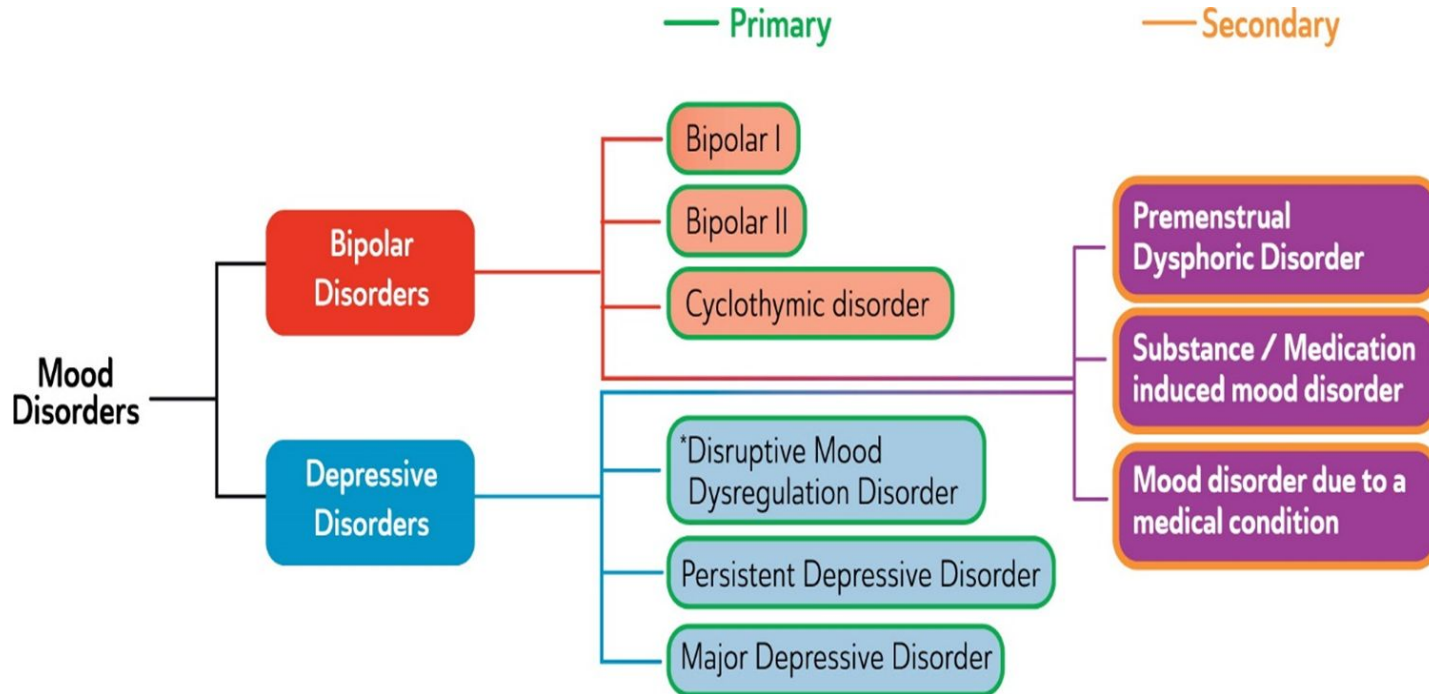 Primary
Secondary
Mood
Disorders
Bipolar
Disorders
Depressive
Disorders
Bipolar I
Bipolar II
Cyclothymic disorder
*Disruptive Mood
Dysregulation Disorder
Persistent Depressive Disorder
Major Depressive Disorder
Premenstrual
Dysphoric Disorder
Substance / Medication
induced mood disorder
Mood disorder due to a
medical condition